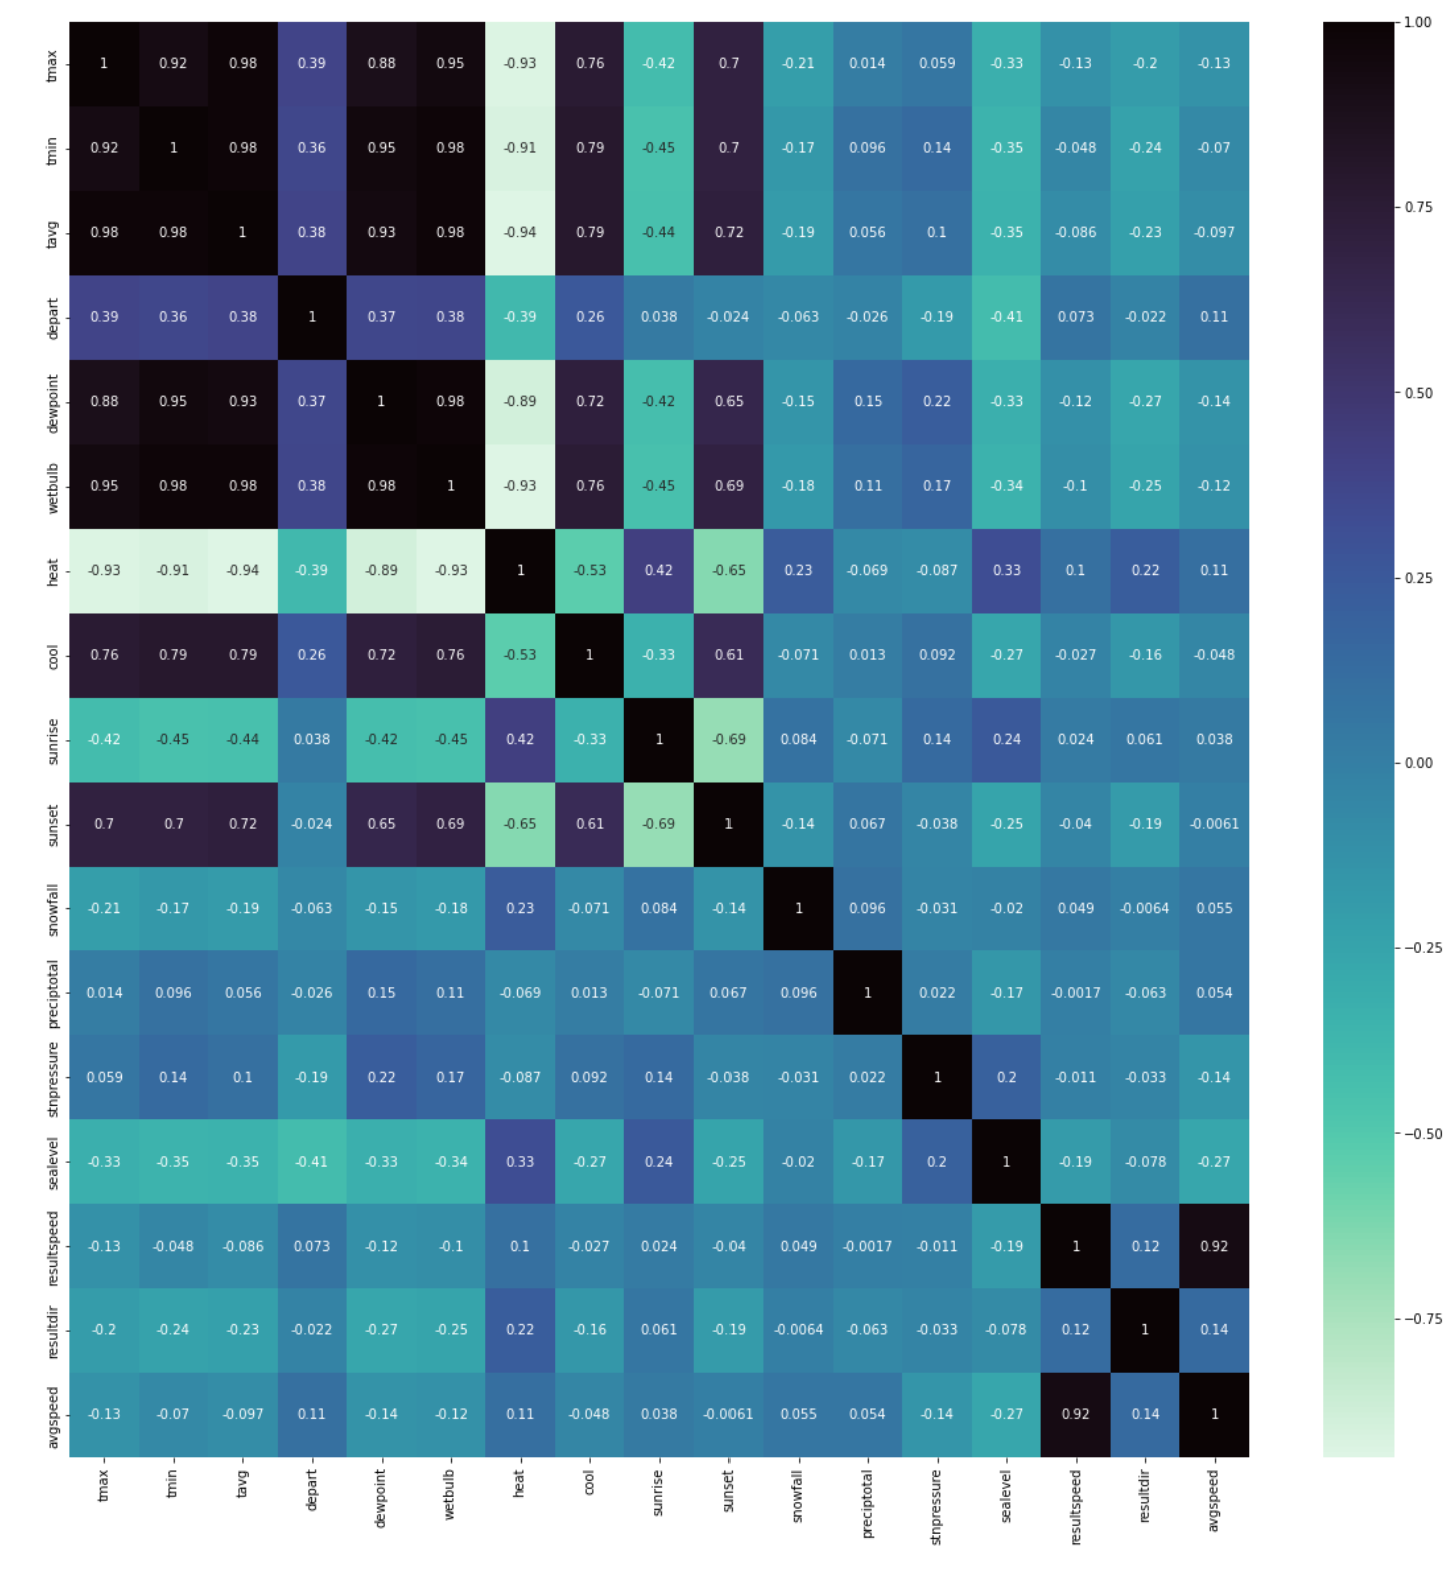 tmax 1 0.92 0.98 0.39 0.88 0.95 -0.93 0.76 -0.42 0.7 -0.21 0.014 0.059 -0.33 -0.13 -0.2 -0.13
tmin 0.92 1 0.98 0.36 0.95 0.98 -0.91 0.79 -0.45 0.7 -0.17 0.096 0.14 -0.35 -0.048 -0.24 -0.07
tavg 0.98 0.98 1 0.38 0.93 0.98 -0.94 0.79 -0.44 0.72 -0.19 0.056 0.1 -0.35 -0.086 -0.23 -0.097
depart 0.39 0.36 0.38 1 0.37 0.38 -0.39 0.26 0.038 -0.024 -0.063 -0.026 -0.19 -0.41 0.073 -0.022 0.11
dewpoint 0.88 0.95 0.93 0.37 1 0.98 -0.89 0.72 -0.42 0.65 -0.15 0.15 0.22 -0.33 -0.12 -0.27 -0.14
wetbulb 0.95 0.98 0.98 0.38 0.98 1 -0.93 0.76 -0.45 0.69 -0.18 0.11 0.17 -0.34 -0.1 -0.25 -0.12
heat -0.93 -0.91 -0.94 -0.39 -0.89 -0.93 1 -0.53 0.42 -0.65 0.23 -0.069 -0.087 0.33 0.1 0.22 0.11
cool 0.76 0.79 0.79 0.26 0.72 0.76 -0.53 1 -0.33 0.61 -0.071 0.013 0.092 -0.27 -0.027 -0.16 -0.048
sunrise -0.42 -0.45 -0.44 0.038 -0.42 -0.45 0.42 -0.33 1 -0.69 0.084 -0.071 0.14 0.24 0.024 0.061 0.038
sunset 0.7 0.7 0.72 -0.024 0.65 0.69 -0.65 0.61 -0.69 1 -0.14 0.067 -0.038 -0.25 -0.04 -0.19 -0.0061
snowfall -0.21 -0.17 -0.19 -0.063 -0.15 -0.18 0.23 -0.071 0.084 -0.14 1 0.096 -0.031 -0.02 0.049 -0.0064 0.055
preciptotal 0.014 0.096 0.056 -0.026 0.15 0.11 -0.069 0.013 -0.071 0.067 0.096 1 0.022 -0.17 -0.0017 -0.063 0.054
stnpressure 0.059 0.14 0.1 -0.19 0.22 0.17 -0.087 0.092 0.14 -0.038 -0.031 0.022 1 0.2 -0.011 -0.033 -0.14
sealevel -0.33 -0.35 -0.35 -0.41 -0.33 -0.34 0.33 -0.27 0.24 -0.25 -0.02 -0.17 0.2 1 -0.19 -0.078 -0.27
resultspeed -0.13 -0.048 -0.086 0.073 -0.12 -0.1 0.1 -0.027 0.024 -0.04 0.049 -0.0017 -0.011 -0.19 1 0.12 0.92
resultdir -0.2 -0.24 -0.23 -0.022 -0.27 -0.25 0.22 -0.16 0.061 -0.19 -0.0064 -0.063 -0.033 -0.078 0.12 1 0.14
avgspeed -0.13 -0.07 -0.097 0.11 -0.14 -0.12 0.11 -0.048 0.038 -0.0061 0.055 0.054 -0.14 -0.27 0.92 0.14 1
tmax tmin tavg depart dewpoint wetbulb heat cool sunrise sunset snowfall preciptotal stnpressure sealevel resultspeed resultdir avgspeed
1.00
0.75
0.50
0.25
0.00
−0.25
−0.50
−0.75